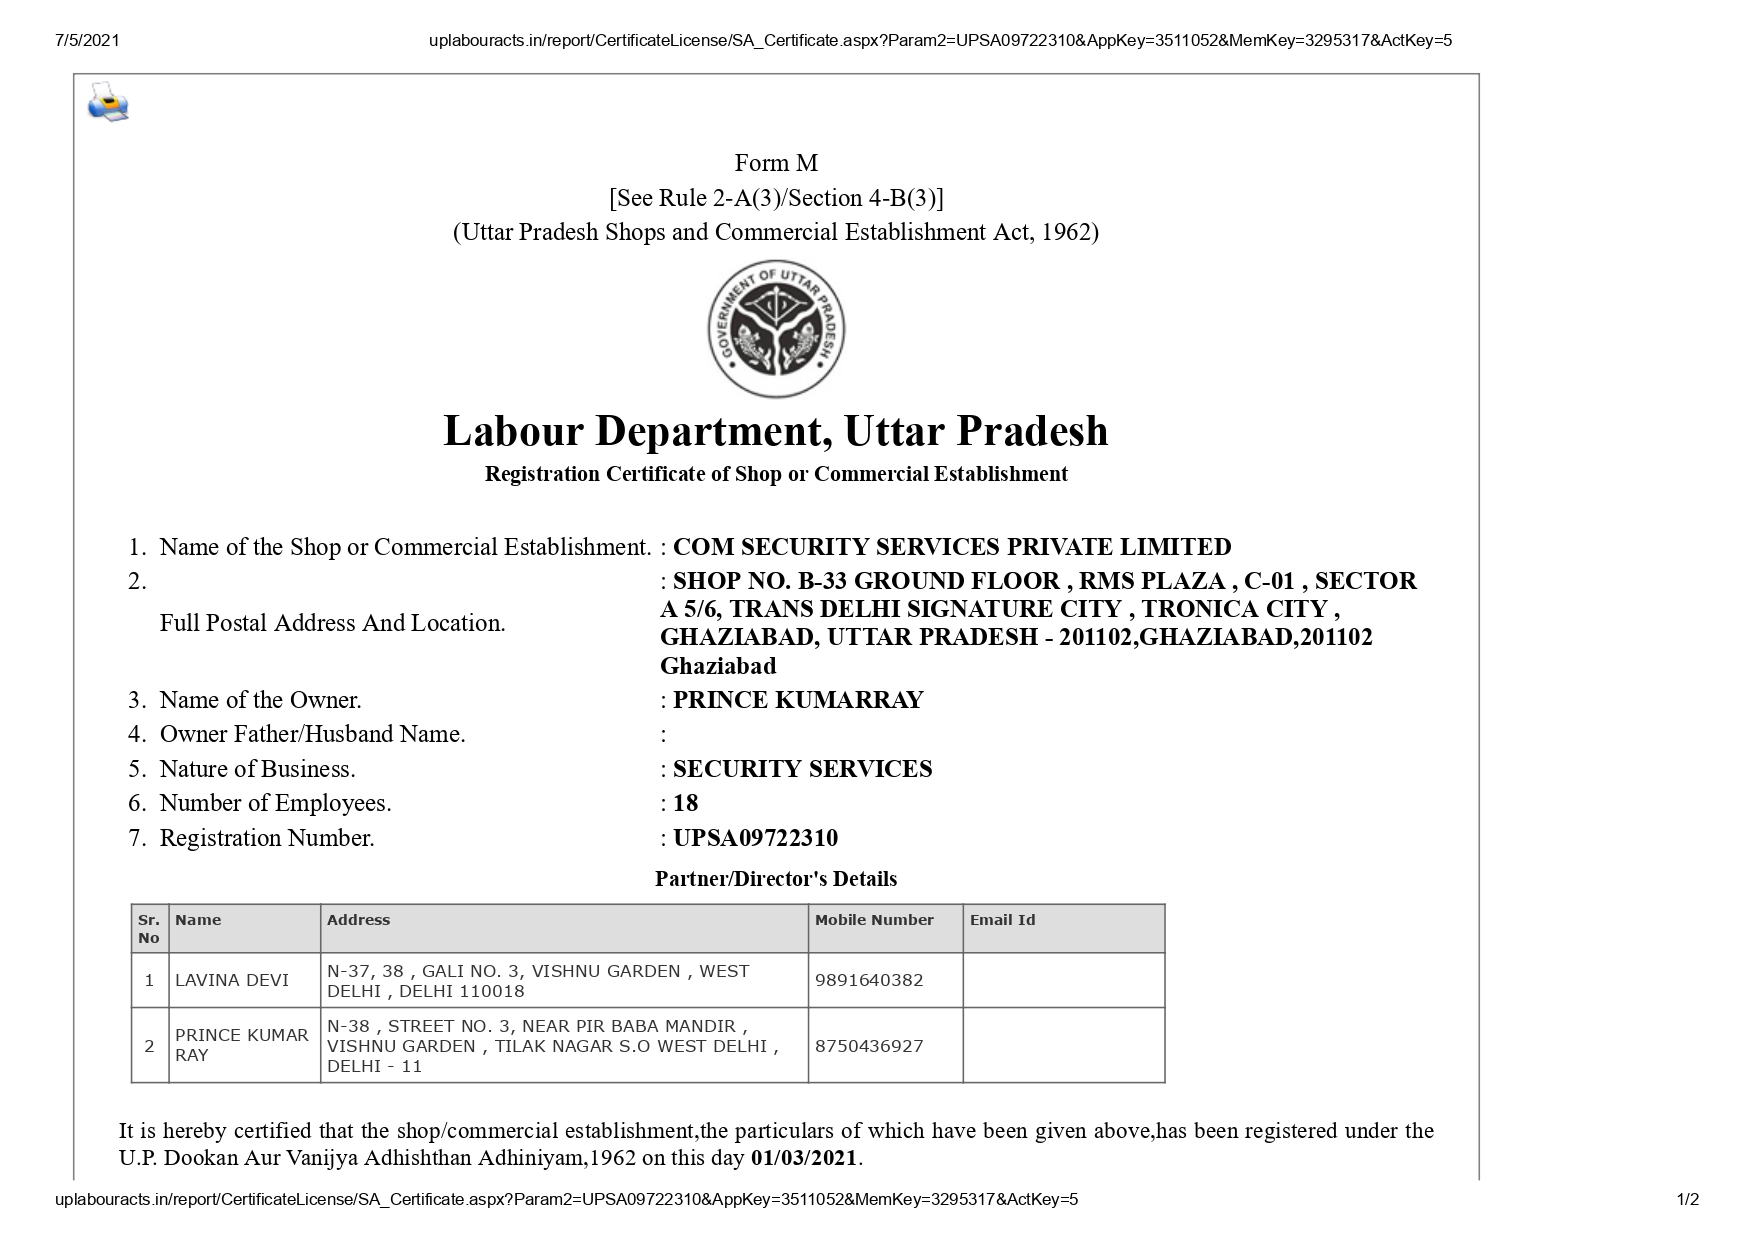 7/5/2021 uplabouracts.in/report/CertificateLicense/SA_Certificate.aspx?Param2=UPSA09722310&AppKey=3511052&MemKey=3295317&ActKey=5
Form M
[See Rule 2-A(3)/Section 4-B(3)]
(Uttar Pradesh Shops and Commercial Establishment Act, 1962)
GOVERNMENT OF UTTAR PRADESH
Labour Department, Uttar Pradesh
Registration Certificate of Shop or Commercial Establishment
1. Name of the Shop or Commercial Establishment. : COM SECURITY SERVICES PRIVATE LIMITED
2. Full Postal Address And Location. : SHOP NO. B-33 GROUND FLOOR , RMS PLAZA , C-01 , SECTOR
A 5/6, TRANS DELHI SIGNATURE CITY , TRONICA CITY ,
GHAZIABAD, UTTAR PRADESH - 201102,GHAZIABAD,201102
Ghaziabad
3. Name of the Owner. : PRINCE KUMARRAY
4. Owner Father/Husband Name. :
5. Nature of Business. : SECURITY SERVICES
6. Number of Employees. : 18
7. Registration Number. : UPSA09722310
Partner/Director's Details
Sr. No Name Address Mobile Number Email Id
1 LAVINA DEVI N-37, 38 , GALI NO. 3, VISHNU GARDEN , WEST
DELHI , DELHI 110018 9891640382
2 PRINCE KUMAR RAY N-38 , STREET NO. 3, NEAR PIR BABA MANDIR ,
VISHNU GARDEN , TILAK NAGAR S.O WEST DELHI ,
DELHI - 11 8750436927
It is hereby certified that the shop/commercial establishment,the particulars of which have been given above,has been registered under the
U.P. Dookan Aur Vanijya Adhishthan Adhiniyam,1962 on this day 01/03/2021.
uplabouracts.in/report/CertificateLicense/SA_Certificate.aspx?Param2=UPSA09722310&AppKey=3511052&MemKey=3295317&ActKey=5 1/2